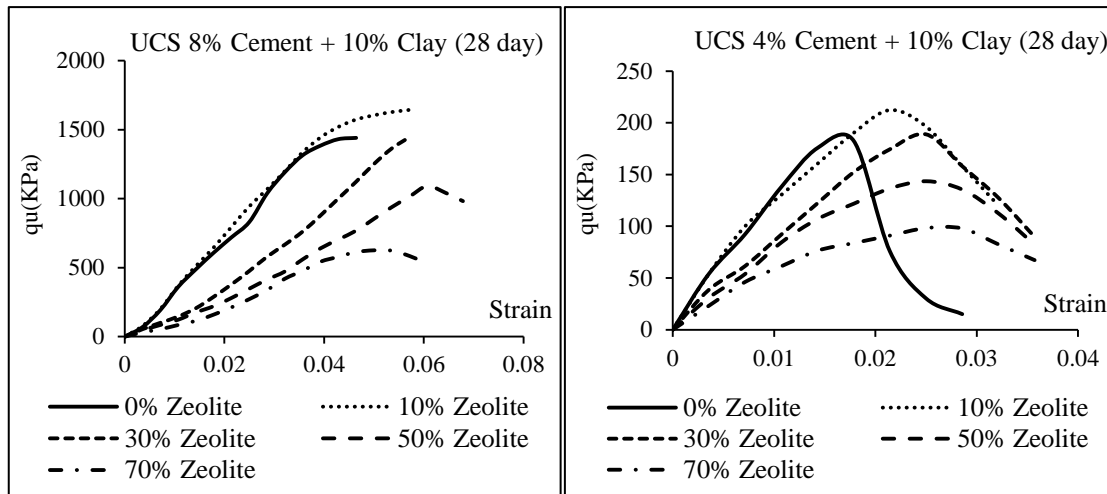 UCS 8% Cement + 10% Clay (28 day)
2000
1500
1000
500
0
qu(KPa)
Strain
0 0.02 0.04 0.06 0.08
0% Zeolite 10% Zeolite
30% Zeolite 50% Zeolite
70% Zeolite
UCS 4% Cement + 10% Clay (28 day)
250
200
150
100
50
0
qu(KPa)
Strain
0 0.01 0.02 0.03 0.04
0% Zeolite 10% Zeolite
30% Zeolite 50% Zeolite
70% Zeolite